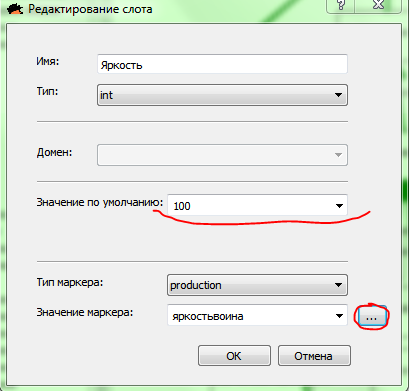 Редактирование слота
?
Имя: Яркость
Тип: int
Домен:
Значение по умолчанию: 100
Тип маркера: production
Значение маркера: яркостьвоина ...
OK Отмена